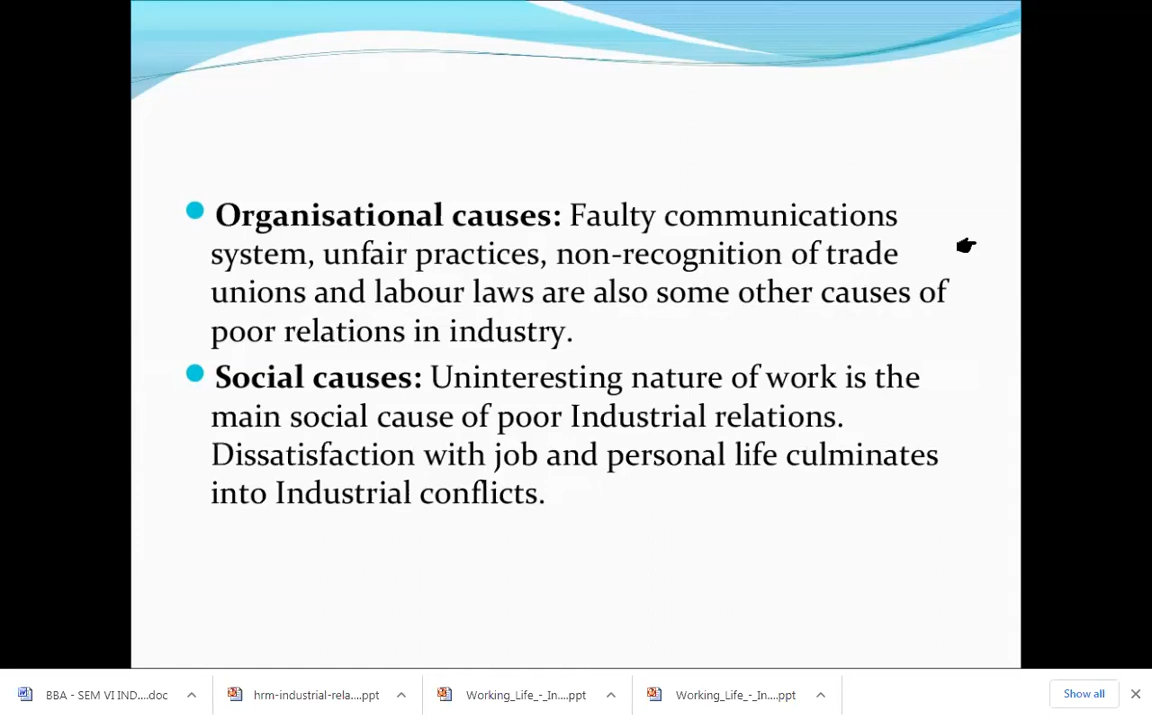 Organisational causes: Faulty communications
system, unfair practices, non-recognition of trade
unions and labour laws are also some other causes of
poor relations in industry.
Social causes: Uninteresting nature of work is the
main social cause of poor Industrial relations.
Dissatisfaction with job and personal life culminates
into Industrial conflicts.
BBA - SEM VI IND....doc
hrm-industrial-rela....ppt
Working_Life_-_In....ppt
Working_Life_-_In....ppt
Show all